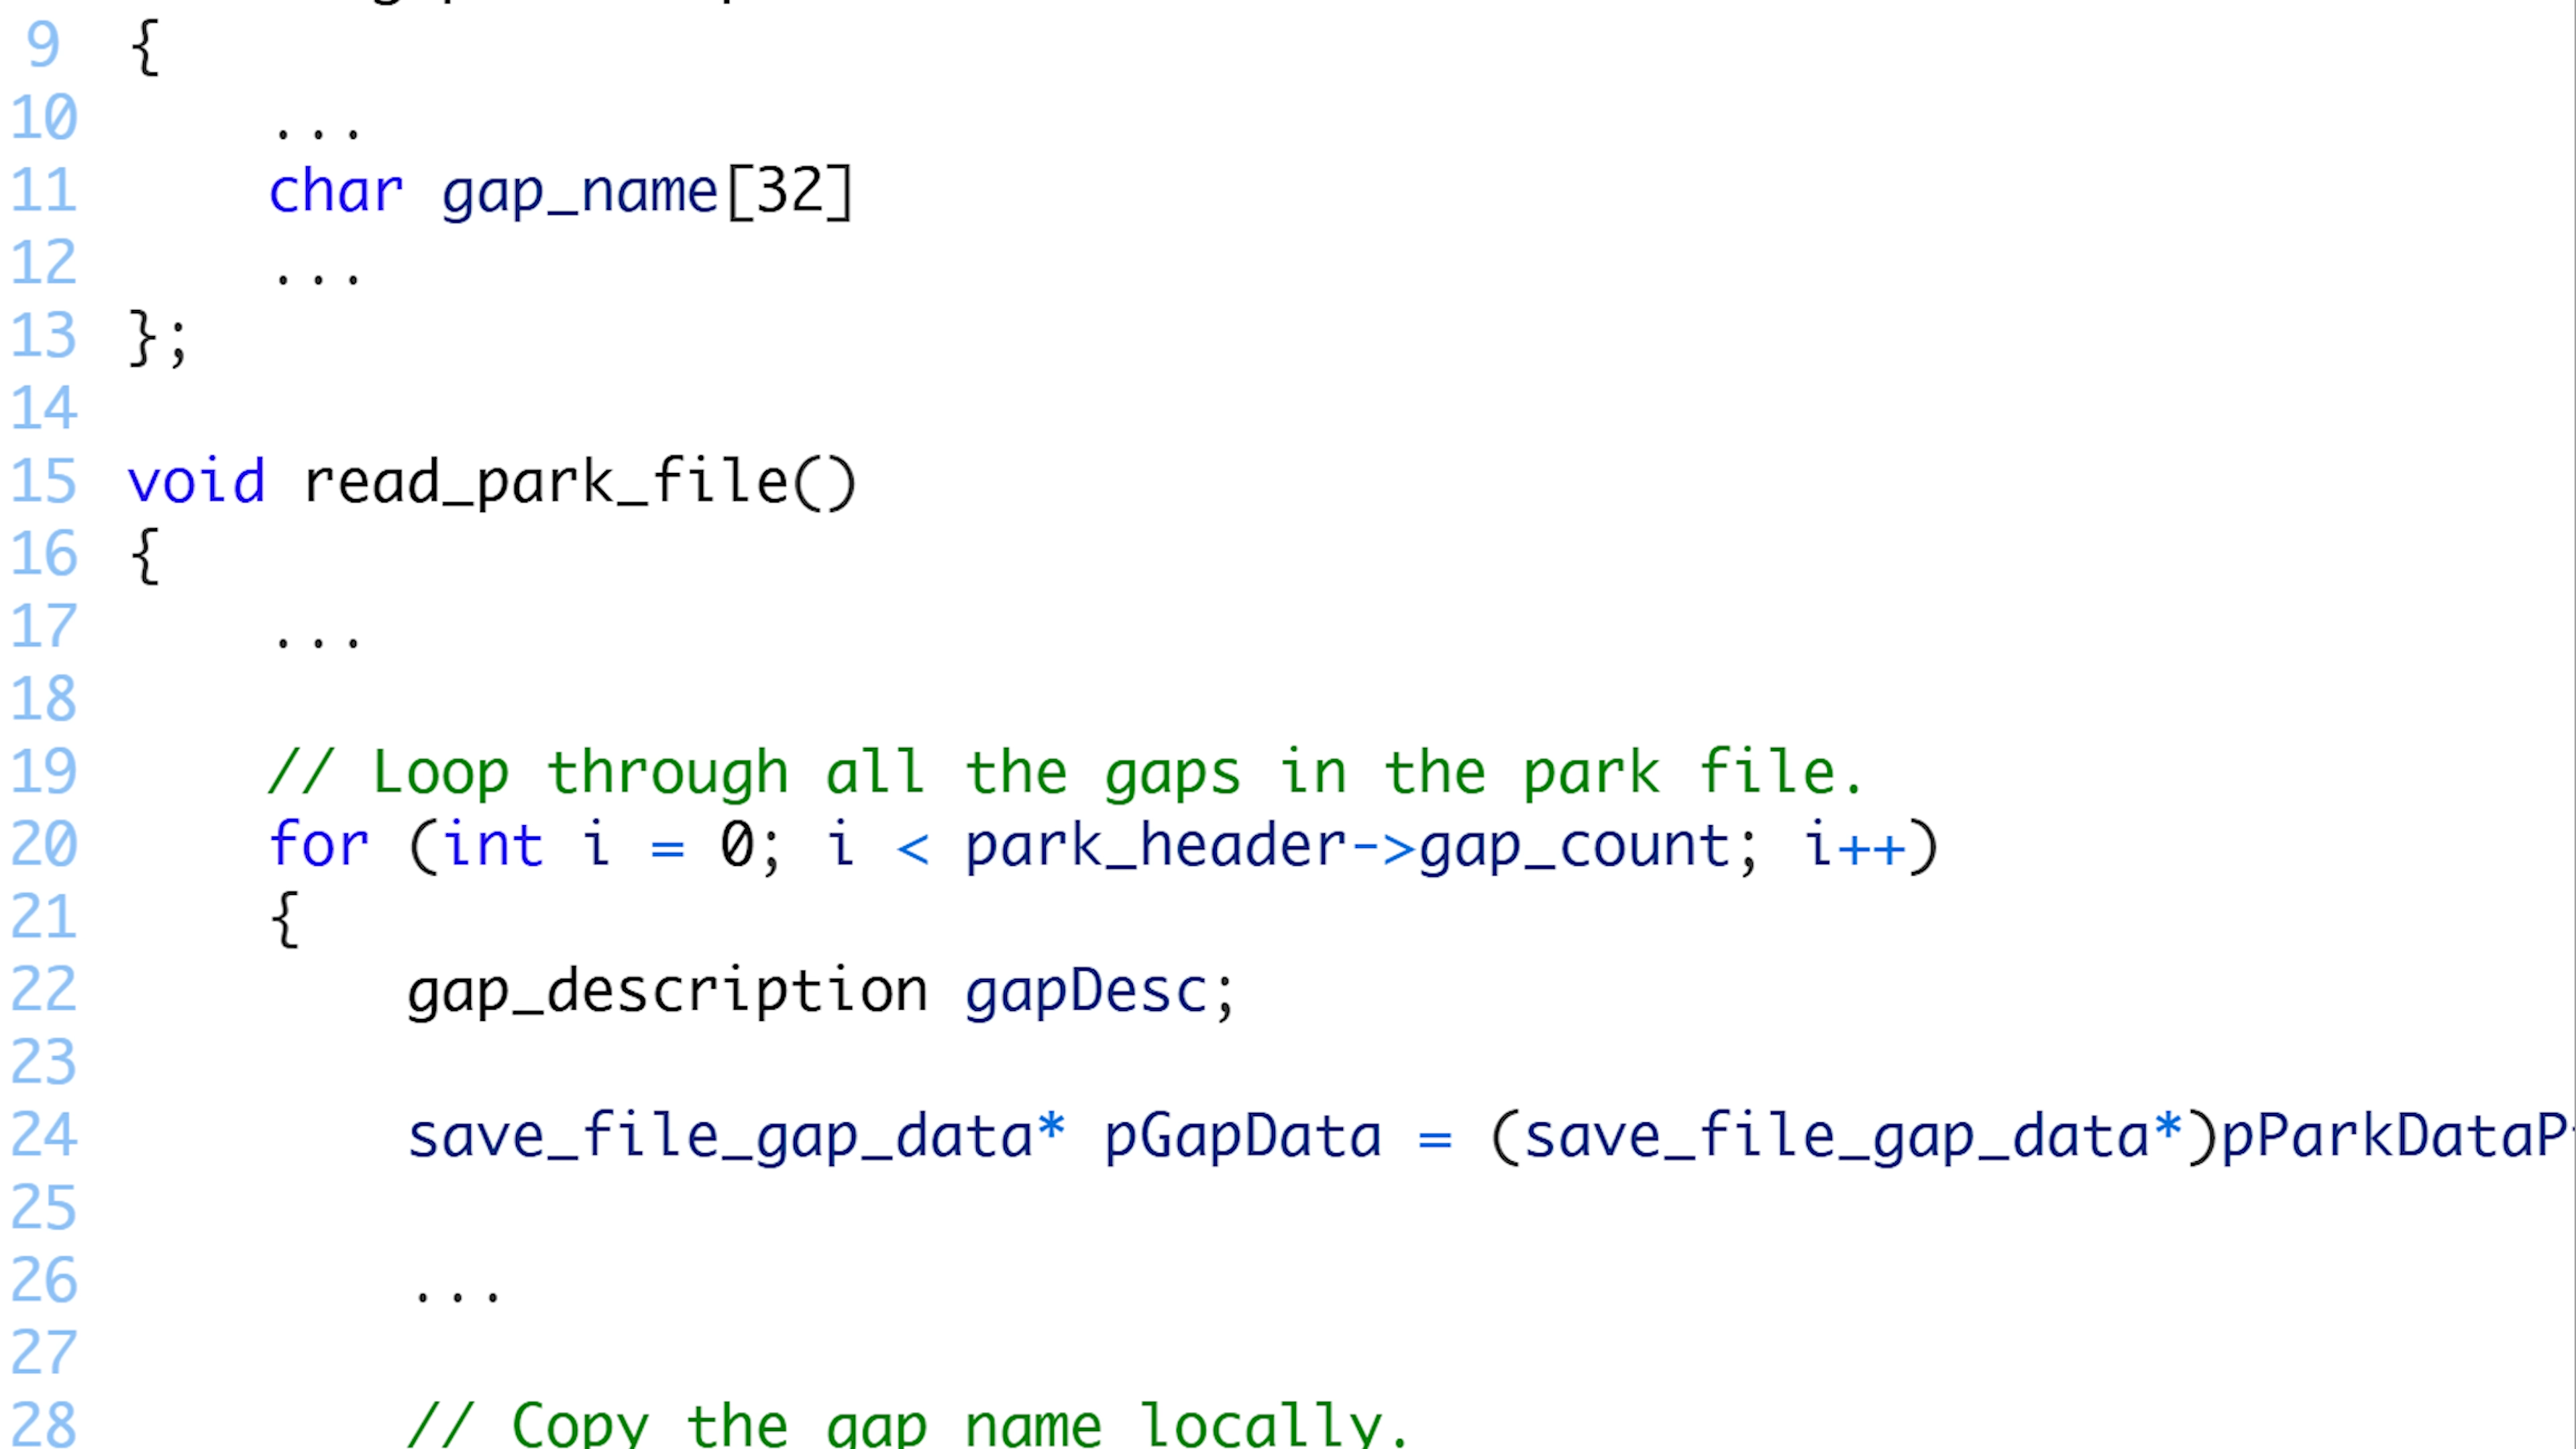 9 {
10 ...
11 char gap_name[32]
12 ...
13 };
14
15 void read_park_file()
16 {
17 ...
18
19 // Loop through all the gaps in the park file.
20 for (int i = 0; i < park_header->gap_count; i++)
21 {
22 gap_description gapDesc;
23
24 save_file_gap_data* pGapData = (save_file_gap_data*)pParkDataP
25
26 ...
27
28 // Copy the gap name locally.